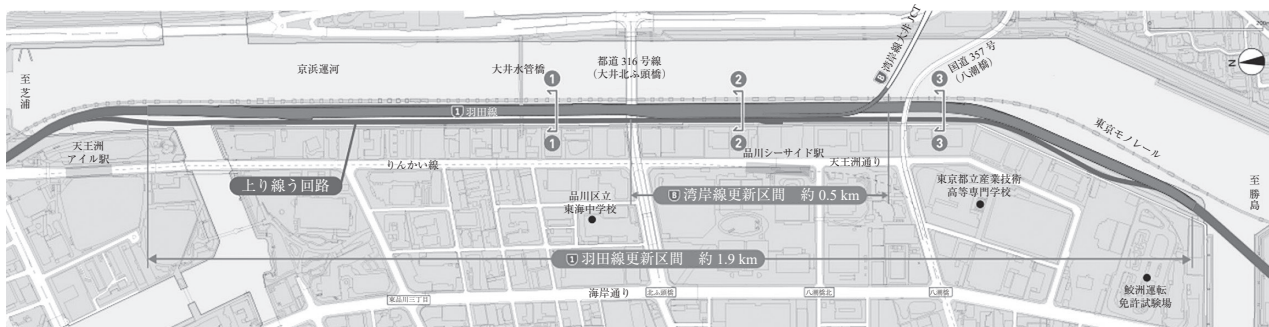 至芝浦
京浜運河
大井水管橋
都道316号線
（大井北ふ頭橋）
B 湾岸線大井JCT
国道357号
（八潮橋）
N
1 羽田線
1
2
3
1
2
3
天王洲
アイル駅
りんかい線
品川シーサイド駅
天王洲通り
東京モノレール
至勝島
上り線う回路
品川区立
東海中学校
B 湾岸線更新区間 約0.5 km
東京都立産業技術
高等専門学校
1 羽田線更新区間 約1.9 km
東品川三丁目
海岸通り
北ふ頭橋
八潮橋北
八潮橋
鮫洲運転
免許試験場